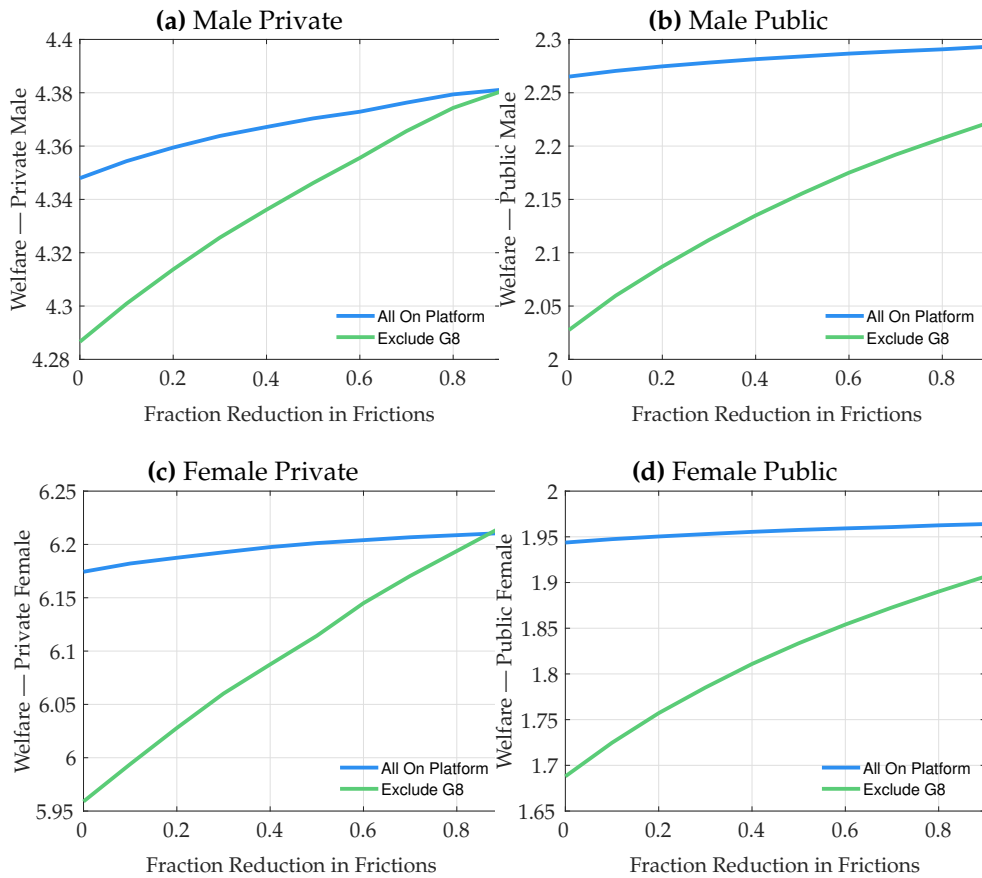 (a) Male Private
Welfare — Private Male
4.4
4.38
4.36
4.34
4.32
4.3
4.28
0
0.2
0.4
0.6
0.8
All On Platform
Exclude G8
Fraction Reduction in Frictions
(b) Male Public
Welfare — Public Male
2.3
2.25
2.2
2.15
2.1
2.05
2
0
0.2
0.4
0.6
0.8
All On Platform
Exclude G8
Fraction Reduction in Frictions
(c) Female Private
Welfare — Private Female
6.25
6.2
6.15
6.1
6.05
6
5.95
0
0.2
0.4
0.6
0.8
All On Platform
Exclude G8
Fraction Reduction in Frictions
(d) Female Public
Welfare — Public Female
2
1.95
1.9
1.85
1.8
1.75
1.7
1.65
0
0.2
0.4
0.6
0.8
All On Platform
Exclude G8
Fraction Reduction in Frictions